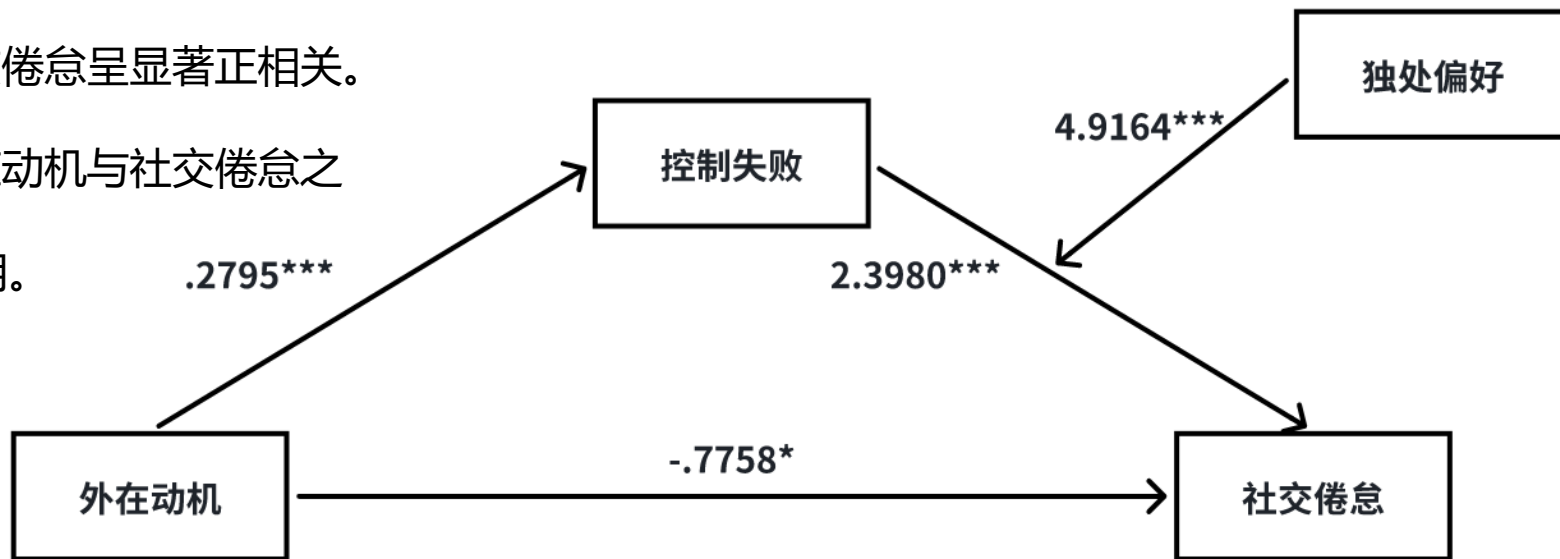 倦怠呈显著正相关。
动机与社交倦怠之
。
独处偏好
4.9164***
控制失败
.2795***
2.3980***
-.7758*
外在动机
社交倦怠